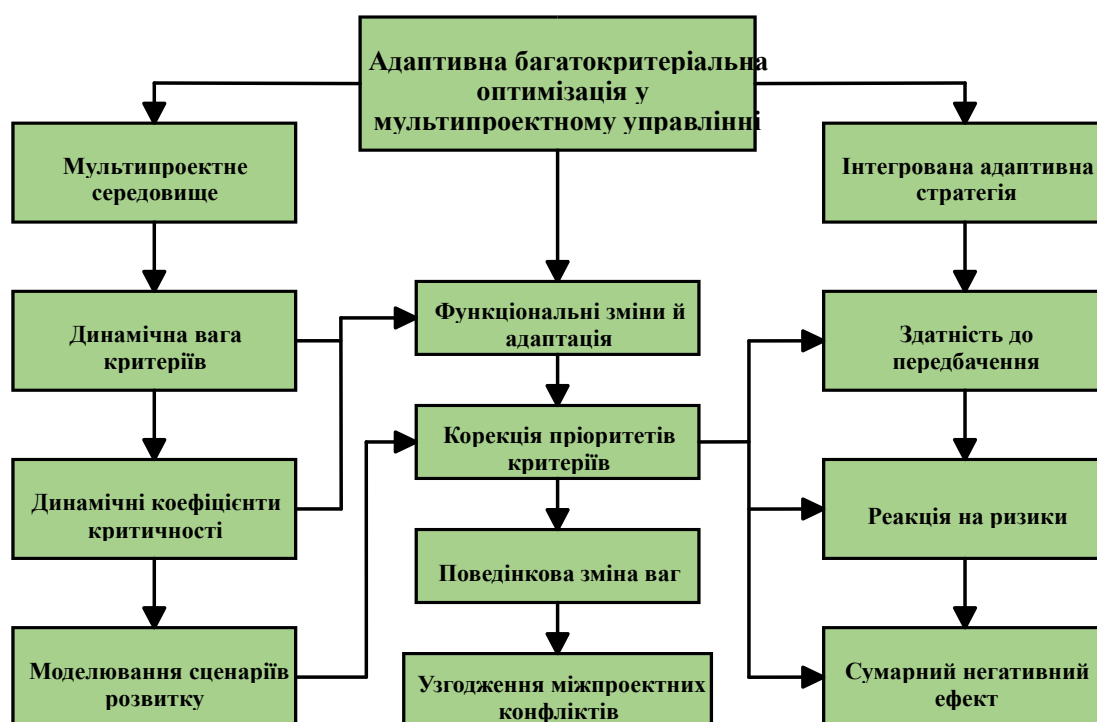 Адаптивна багатокритеріальна
оптимізація у
мультипроектному управлінні
Мультипроектне
середовище
Інтегрована адаптивна
стратегія
Функціональні зміни й
адаптація
Динамічна вага
критеріїв
Здатність до
передбачення
Корекція пріоритетів
критеріїв
Динамічні коефіцієнти
критичності
Реакція на ризики
Поведінкова зміна ваг
Моделювання сценаріїв
розвитку
Узгодження міжпроектних
конфліктів
Сумарний негативний
ефект